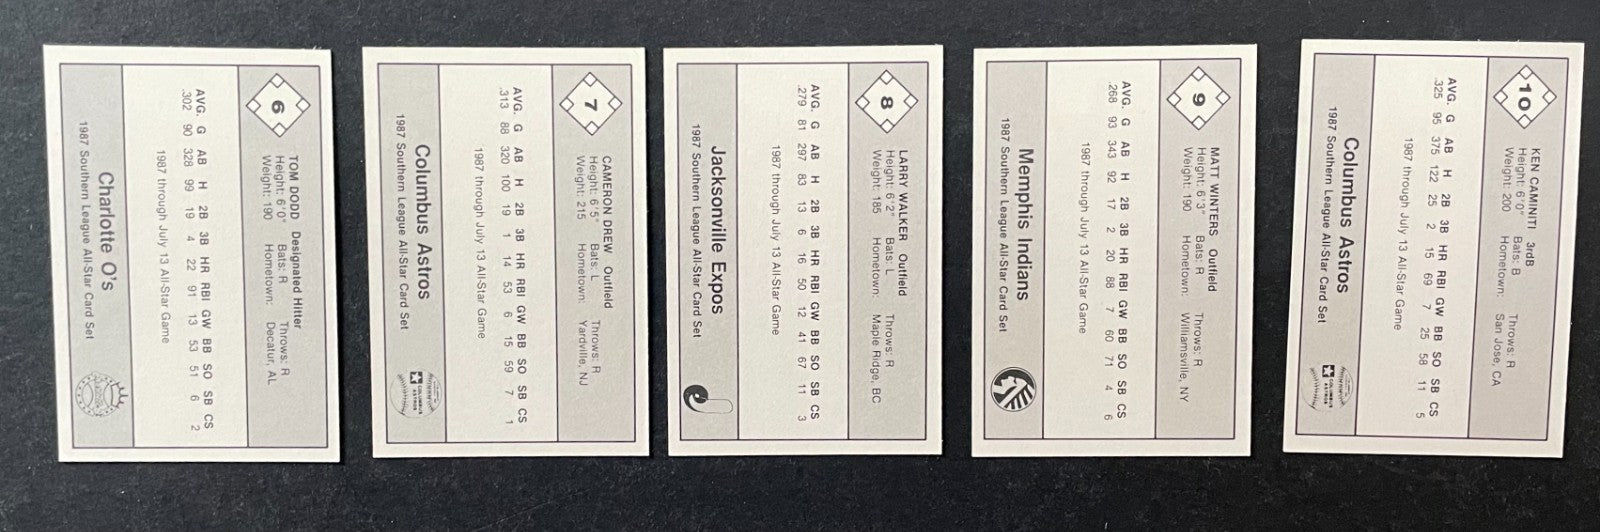 6
TOM DODD Designated Hitter
Height: 6'0" Bats: R Throws: R
Weight: 190 Hometown: Decatur, AL
AVG. G AB H 2B 3B HR RBI GW BB SO SB CS
.302 90 328 99 19 4 22 91 13 53 51 6 2
1987 through July 13 All-Star Game
Charlotte O's
1987 Southern League All-Star Card Set
7
CAMERON DREW Outfield
Height: 6'5" Bats: L Throws: R
Weight: 215 Hometown: Yardville, NJ
AVG. G AB H 2B 3B HR RBI GW BB SO SB CS
.313 88 320 100 19 1 14 53 6 15 59 7 1
1987 through July 13 All-Star Game
Columbus Astros
1987 Southern League All-Star Card Set
COLUMBUS
ASTROS
8
LARRY WALKER Outfield
Height: 6'2" Bats: L Throws: R
Weight: 185 Hometown: Maple Ridge, BC
AVG. G AB H 2B 3B HR RBI GW BB SO SB CS
.279 81 297 83 13 6 16 50 12 41 67 11 3
1987 through July 13 All-Star Game
Jacksonville Expos
1987 Southern League All-Star Card Set
9
MATT WINTERS Outfield
Height: 6'3" Bats: R Throws: R
Weight: 190 Hometown: Williamsville, NY
AVG. G AB H 2B 3B HR RBI GW BB SO SB CS
.268 93 343 92 17 2 20 88 7 60 71 4 6
1987 through July 13 All-Star Game
Memphis Indians
1987 Southern League All-Star Card Set
10
KEN CAMINITI 3rdB
Height: 6'0" Bats: B Throws: R
Weight: 200 Hometown: San Jose, CA
AVG. G AB H 2B 3B HR RBI GW BB SO SB CS
.325 95 375 122 25 2 15 69 7 25 58 11 5
1987 through July 13 All-Star Game
Columbus Astros
1987 Southern League All-Star Card Set
COLUMBUS
ASTROS